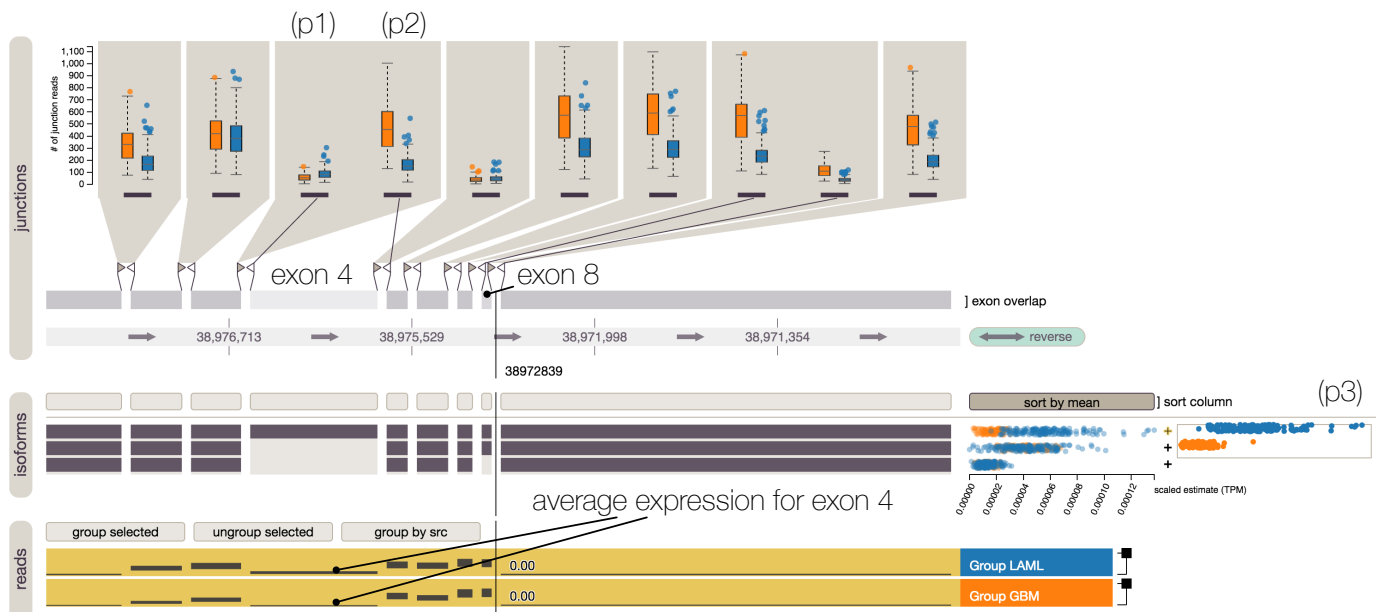 (p1)
(p2)
junctions
# of junction reads
1,100
1,000
900
800
700
600
500
400
300
200
100
0
exon 4
exon 8
] exon overlap
38,976,713
38,975,529
38,971,998
38,971,354
reverse
38972839
(p3)
isoforms
sort by mean
] sort column
+
+
+
0.00000
0.00002
0.00004
0.00006
0.00008
0.00010
0.00012
scaled estimate (TPM)
average expression for exon 4
reads
group selected
ungroup selected
group by src
0.00
Group LAML
0.00
Group GBM